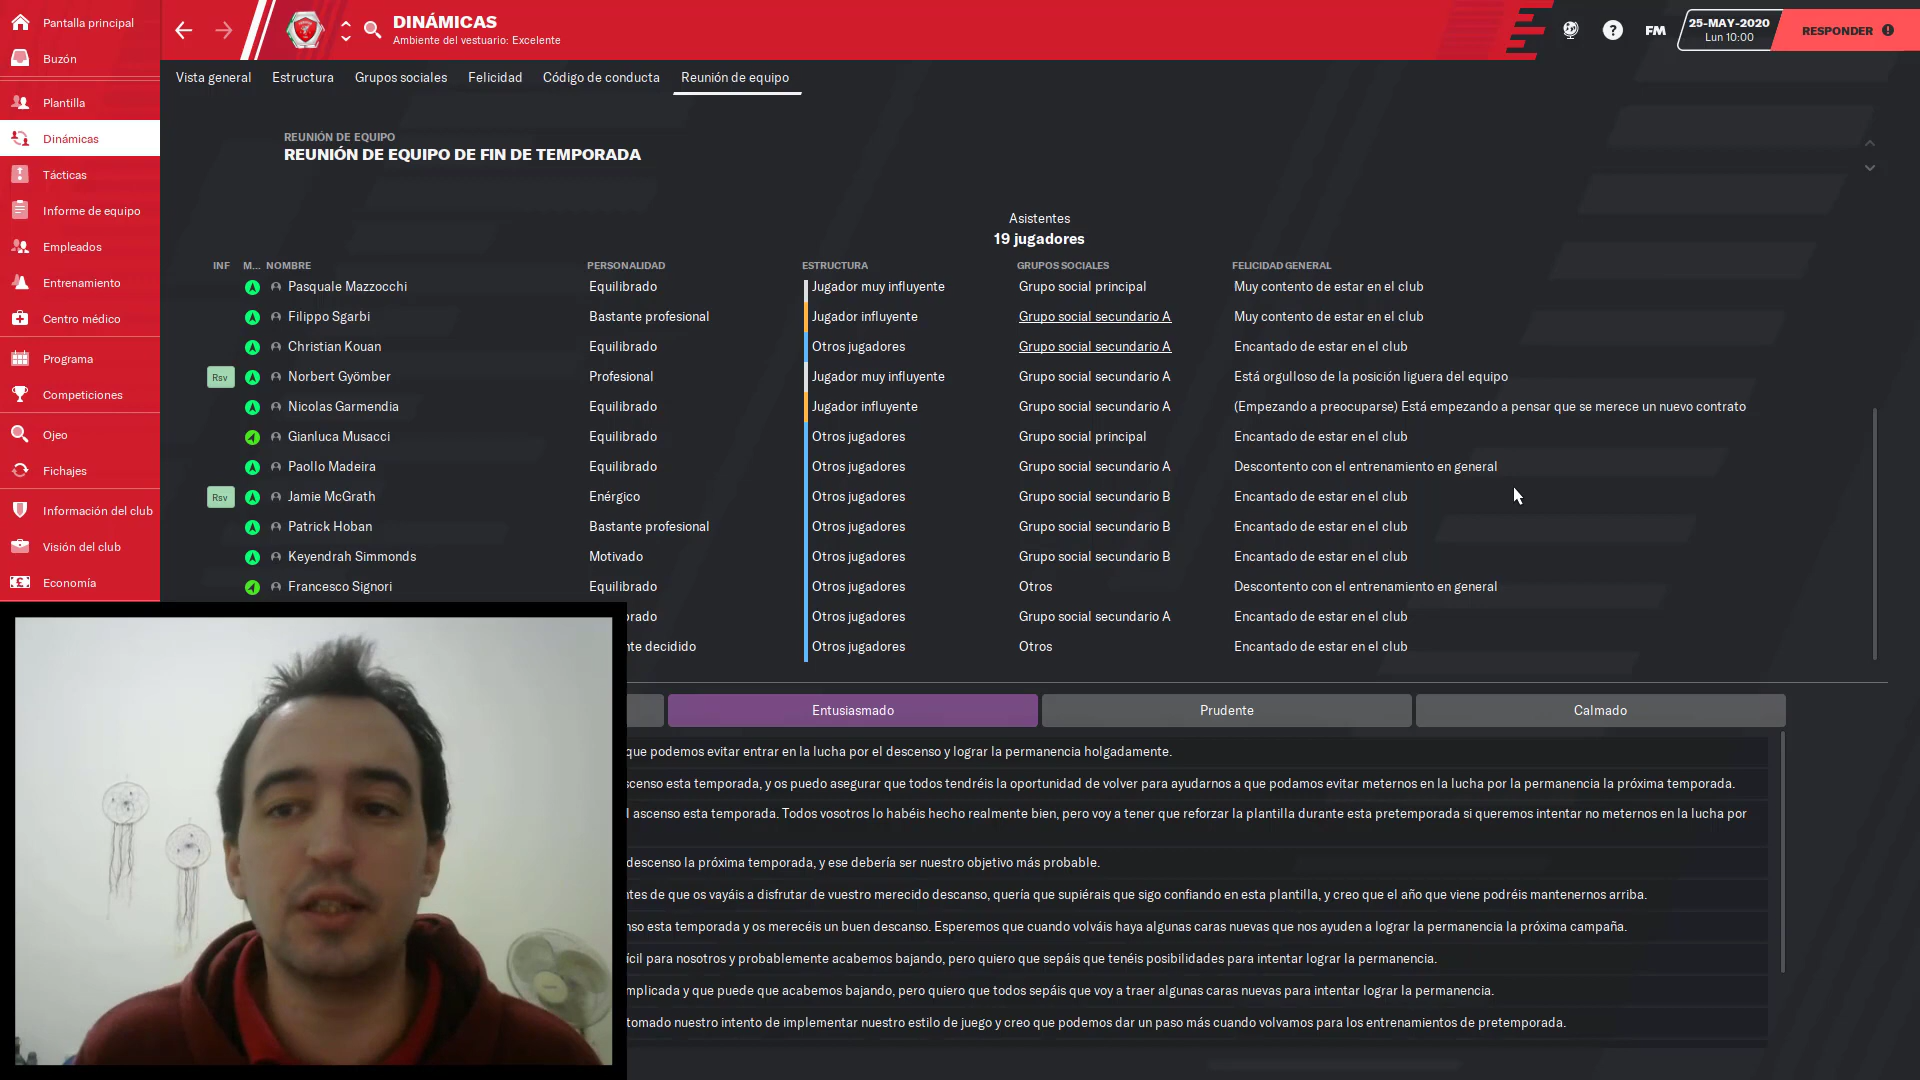 Pantalla principal
Buzón
Plantilla
Dinámicas
Tácticas
Informe de equipo
Empleados
Entrenamiento
Centro médico
Programa
Competiciones
Ojeo
Fichajes
Información del club
Visión del club
Economía
DINÁMICAS
Ambiente del vestuario: Excelente
FM
25-MAY-2020
Lun 10:00
RESPONDER
Vista general Estructura Grupos sociales Felicidad Código de conducta Reunión de equipo
REUNIÓN DE EQUIPO
REUNIÓN DE EQUIPO DE FIN DE TEMPORADA
Asistentes
19 jugadores
INF M... NOMBRE PERSONALIDAD ESTRUCTURA GRUPOS SOCIALES FELICIDAD GENERAL
Pasquale Mazzocchi Equilibrado Jugador muy influyente Grupo social principal Muy contento de estar en el club
Filippo Sgarbi Bastante profesional Jugador influyente Grupo social secundario A Muy contento de estar en el club
Christian Kouan Equilibrado Otros jugadores Grupo social secundario A Encantado de estar en el club
Rsv Norbert Gyömber Profesional Jugador muy influyente Grupo social secundario A Está orgulloso de la posición liguera del equipo
Nicolas Garmendia Equilibrado Jugador influyente Grupo social secundario A (Empezando a preocuparse) Está empezando a pensar que se merece un nuevo contrato
Gianluca Musacci Equilibrado Otros jugadores Grupo social principal Encantado de estar en el club
Paollo Madeira Equilibrado Otros jugadores Grupo social secundario A Descontento con el entrenamiento en general
Rsv Jamie McGrath Enérgico Otros jugadores Grupo social secundario B Encantado de estar en el club
Patrick Hoban Bastante profesional Otros jugadores Grupo social secundario B Encantado de estar en el club
Keyendrah Simmonds Motivado Otros jugadores Grupo social secundario B Encantado de estar en el club
Francesco Signori Equilibrado Otros jugadores Otros Descontento con el entrenamiento en general
brado Otros jugadores Grupo social secundario A Encantado de estar en el club
nte decidido Otros jugadores Otros Encantado de estar en el club
Entusiasmado Prudente Calmado
que podemos evitar entrar en la lucha por el descenso y lograr la permanencia holgadamente.
scenso esta temporada, y os puedo asegurar que todos tendréis la oportunidad de volver para ayudarnos a que podamos evitar meternos en la lucha por la permanencia la próxima temporada.
l ascenso esta temporada. Todos vosotros lo habéis hecho realmente bien, pero voy a tener que reforzar la plantilla durante esta pretemporada si queremos intentar no meternos en la lucha por
descenso la próxima temporada, y ese debería ser nuestro objetivo más probable.
ntes de que os vayáis a disfrutar de vuestro merecido descanso, quería que supiérais que sigo confiando en esta plantilla, y creo que el año que viene podréis mantenernos arriba.
nso esta temporada y os merecéis un buen descanso. Esperemos que cuando volváis haya algunas caras nuevas que nos ayuden a lograr la permanencia la próxima campaña.
ícil para nosotros y probablemente acabemos bajando, pero quiero que sepáis que tenéis posibilidades para intentar lograr la permanencia.
mplicada y que puede que acabemos bajando, pero quiero que todos sepáis que voy a traer algunas caras nuevas para intentar lograr la permanencia.
tomado nuestro intento de implementar nuestro estilo de juego y creo que podemos dar un paso más cuando volvamos para los entrenamientos de pretemporada.